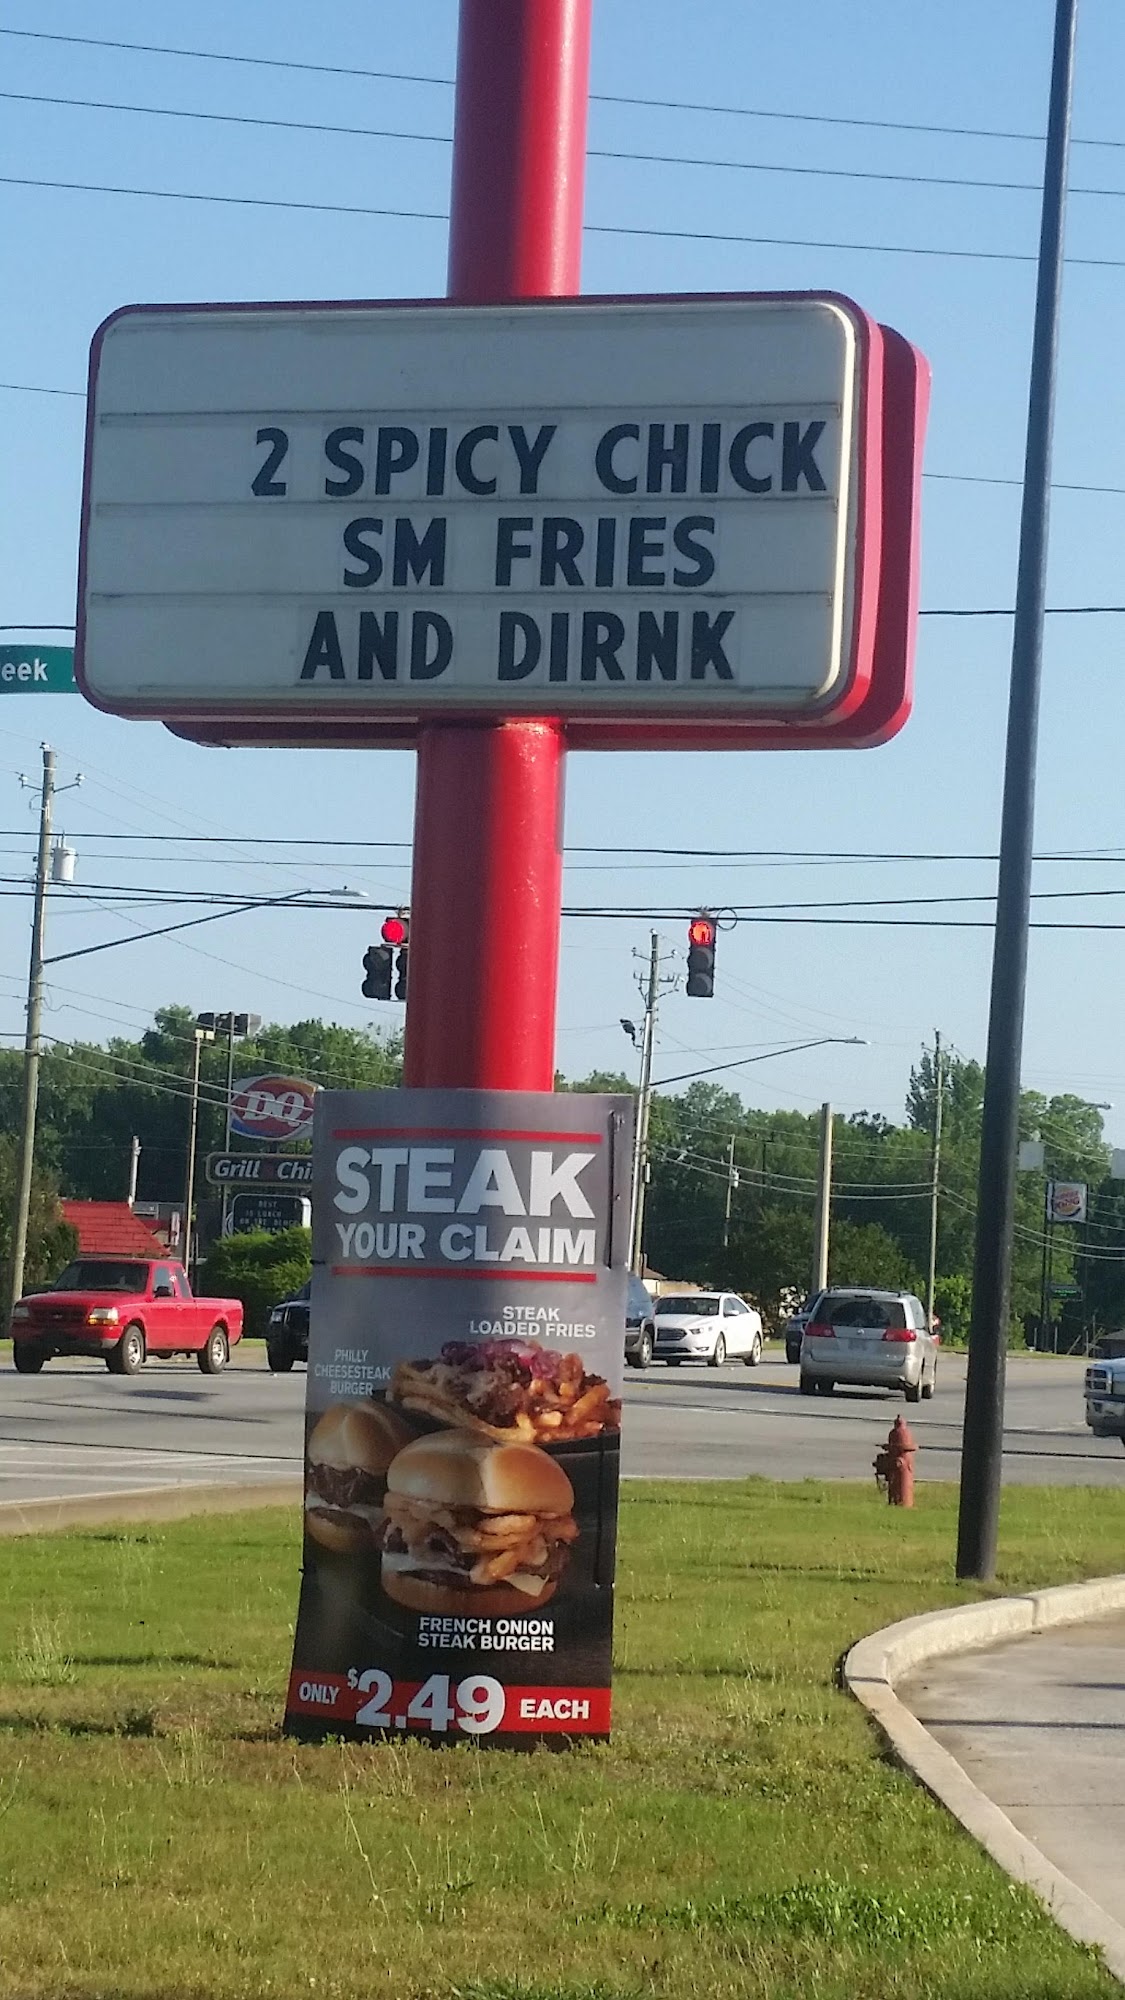 2 SPICY CHICK
SM FRIES
AND DIRNK
eek
DQ
Grill Chi
STEAK
YOUR CLAIM
STEAK
LOADED FRIES
PHILLY
CHEESESTEAK
BURGER
FRENCH ONION
STEAK BURGER
ONLY $2.49 EACH